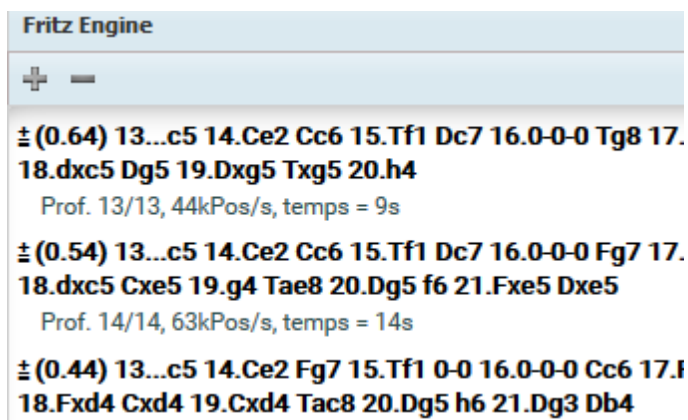 Fritz Engine
⩲ (0.64) 13...c5 14.Ce2 Cc6 15.Tf1 Dc7 16.0-0-0 Tg8 17.
18.dxc5 Dg5 19.Dxg5 Txg5 20.h4
Prof. 13/13, 44kPos/s, temps = 9s
⩲ (0.54) 13...c5 14.Ce2 Cc6 15.Tf1 Dc7 16.0-0-0 Fg7 17.
18.dxc5 Cxe5 19.g4 Tae8 20.Dg5 f6 21.Fxe5 Dxe5
Prof. 14/14, 63kPos/s, temps = 14s
⩲ (0.44) 13...c5 14.Ce2 Fg7 15.Tf1 0-0 16.0-0-0 Cc6 17.F
18.Fxd4 Cxd4 19.Cxd4 Tac8 20.Dg5 h6 21.Dg3 Db4